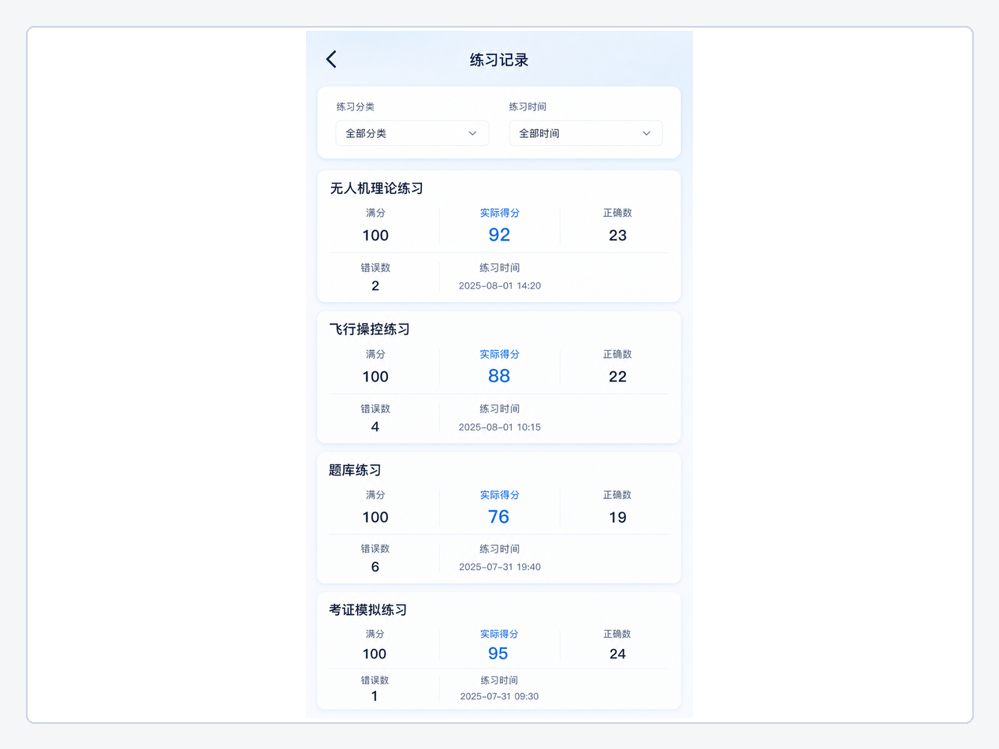 练习记录
练习分类 练习时间
全部分类 全部时间
无人机理论练习
满分 实际得分 正确数
100 92 23
错误数 练习时间
2 2025-08-01 14:20
飞行操控练习
满分 实际得分 正确数
100 88 22
错误数 练习时间
4 2025-08-01 10:15
题库练习
满分 实际得分 正确数
100 76 19
错误数 练习时间
6 2025-07-31 19:40
考证模拟练习
满分 实际得分 正确数
100 95 24
错误数 练习时间
1 2025-07-31 09:30